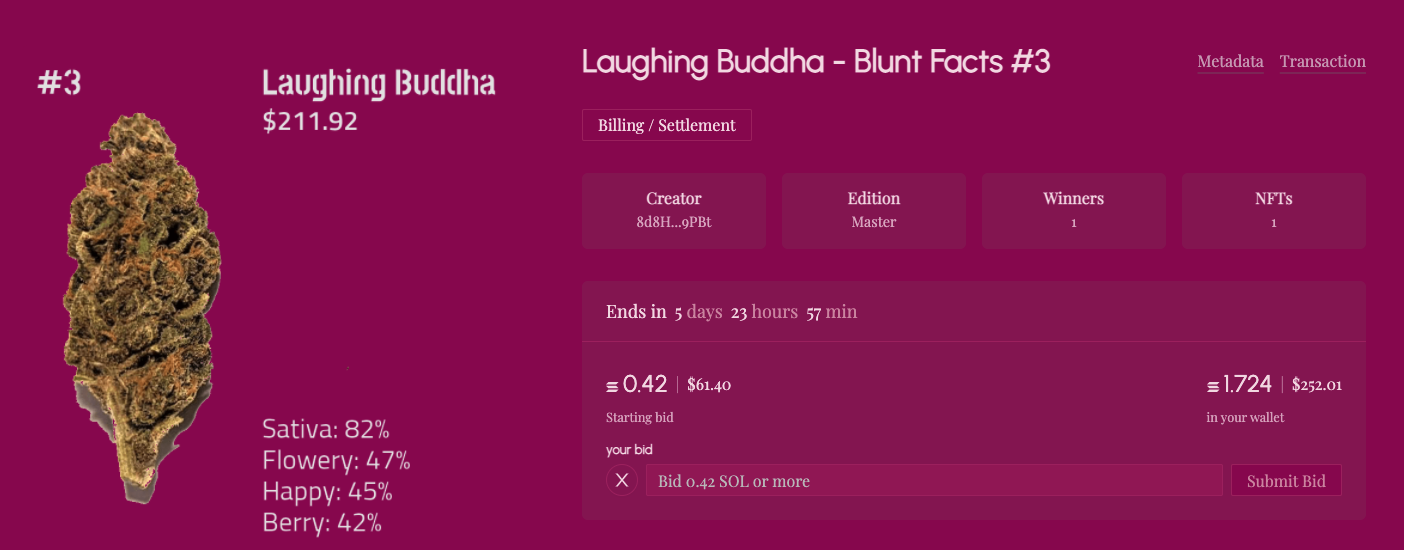 #3
Laughing Buddha
$211.92
Sativa: 82%
Flowery: 47%
Happy: 45%
Berry: 42%
Laughing Buddha - Blunt Facts #3
Metadata
Transaction
Billing / Settlement
Creator
8d8H...9PBt
Edition
Master
Winners
1
NFTs
1
Ends in 5 days 23 hours 57 min
0.42 | $61.40
Starting bid
1.724 | $252.01
in your wallet
your bid
X
Bid 0.42 SOL or more
Submit Bid